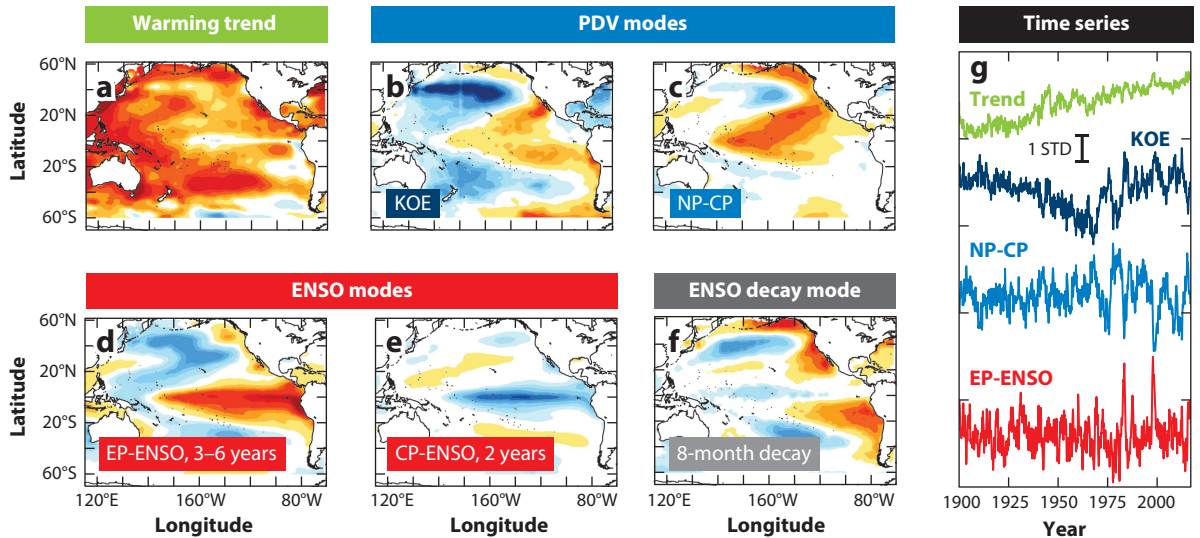 Warming trend
PDV modes
Time series
60°N
20°N
20°S
60°S
Latitude
a
b
KOE
c
NP-CP
g
Trend
1 STD
KOE
NP-CP
EP-ENSO
1900
1925
1950
1975
2000
Year
ENSO modes
ENSO decay mode
60°N
20°N
20°S
60°S
Latitude
d
EP-ENSO, 3–6 years
e
CP-ENSO, 2 years
f
8-month decay
120°E
160°W
80°W
120°E
160°W
80°W
120°E
160°W
80°W
Longitude
Longitude
Longitude